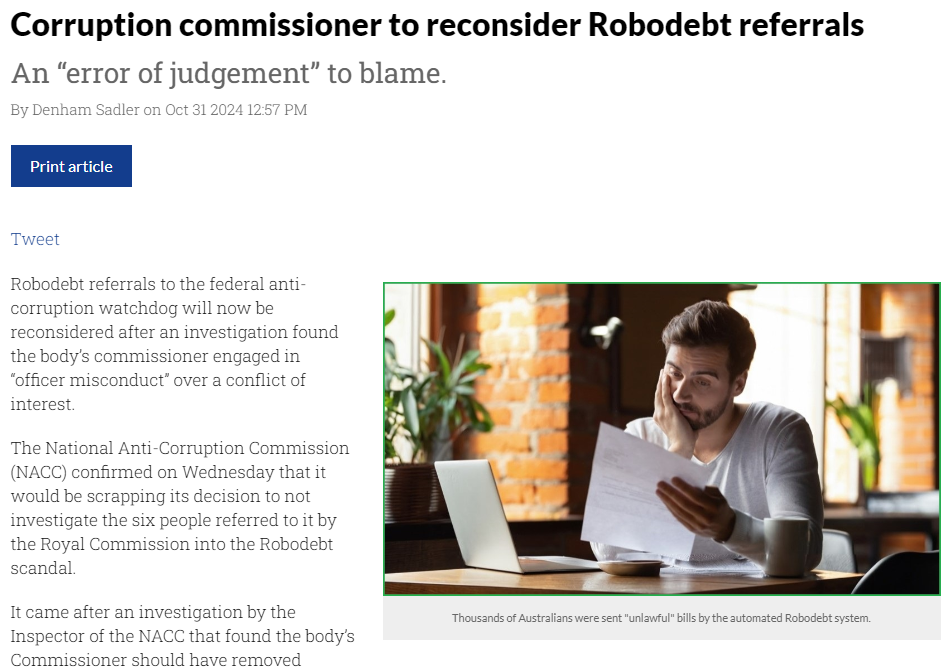 Corruption commissioner to reconsider Robodebt referrals
An “error of judgement” to blame.
By Denham Sadler on Oct 31 2024 12:57 PM
Print article
Tweet
Robodebt referrals to the federal anti-
corruption watchdog will now be
reconsidered after an investigation found
the body’s commissioner engaged in
“officer misconduct” over a conflict of
interest.
The National Anti-Corruption Commission
(NACC) confirmed on Wednesday that it
would be scrapping its decision to not
investigate the six people referred to it by
the Royal Commission into the Robodebt
scandal.
It came after an investigation by the
Inspector of the NACC that found the body’s
Commissioner should have removed
Thousands of Australians were sent "unlawful" bills by the automated Robodebt system.